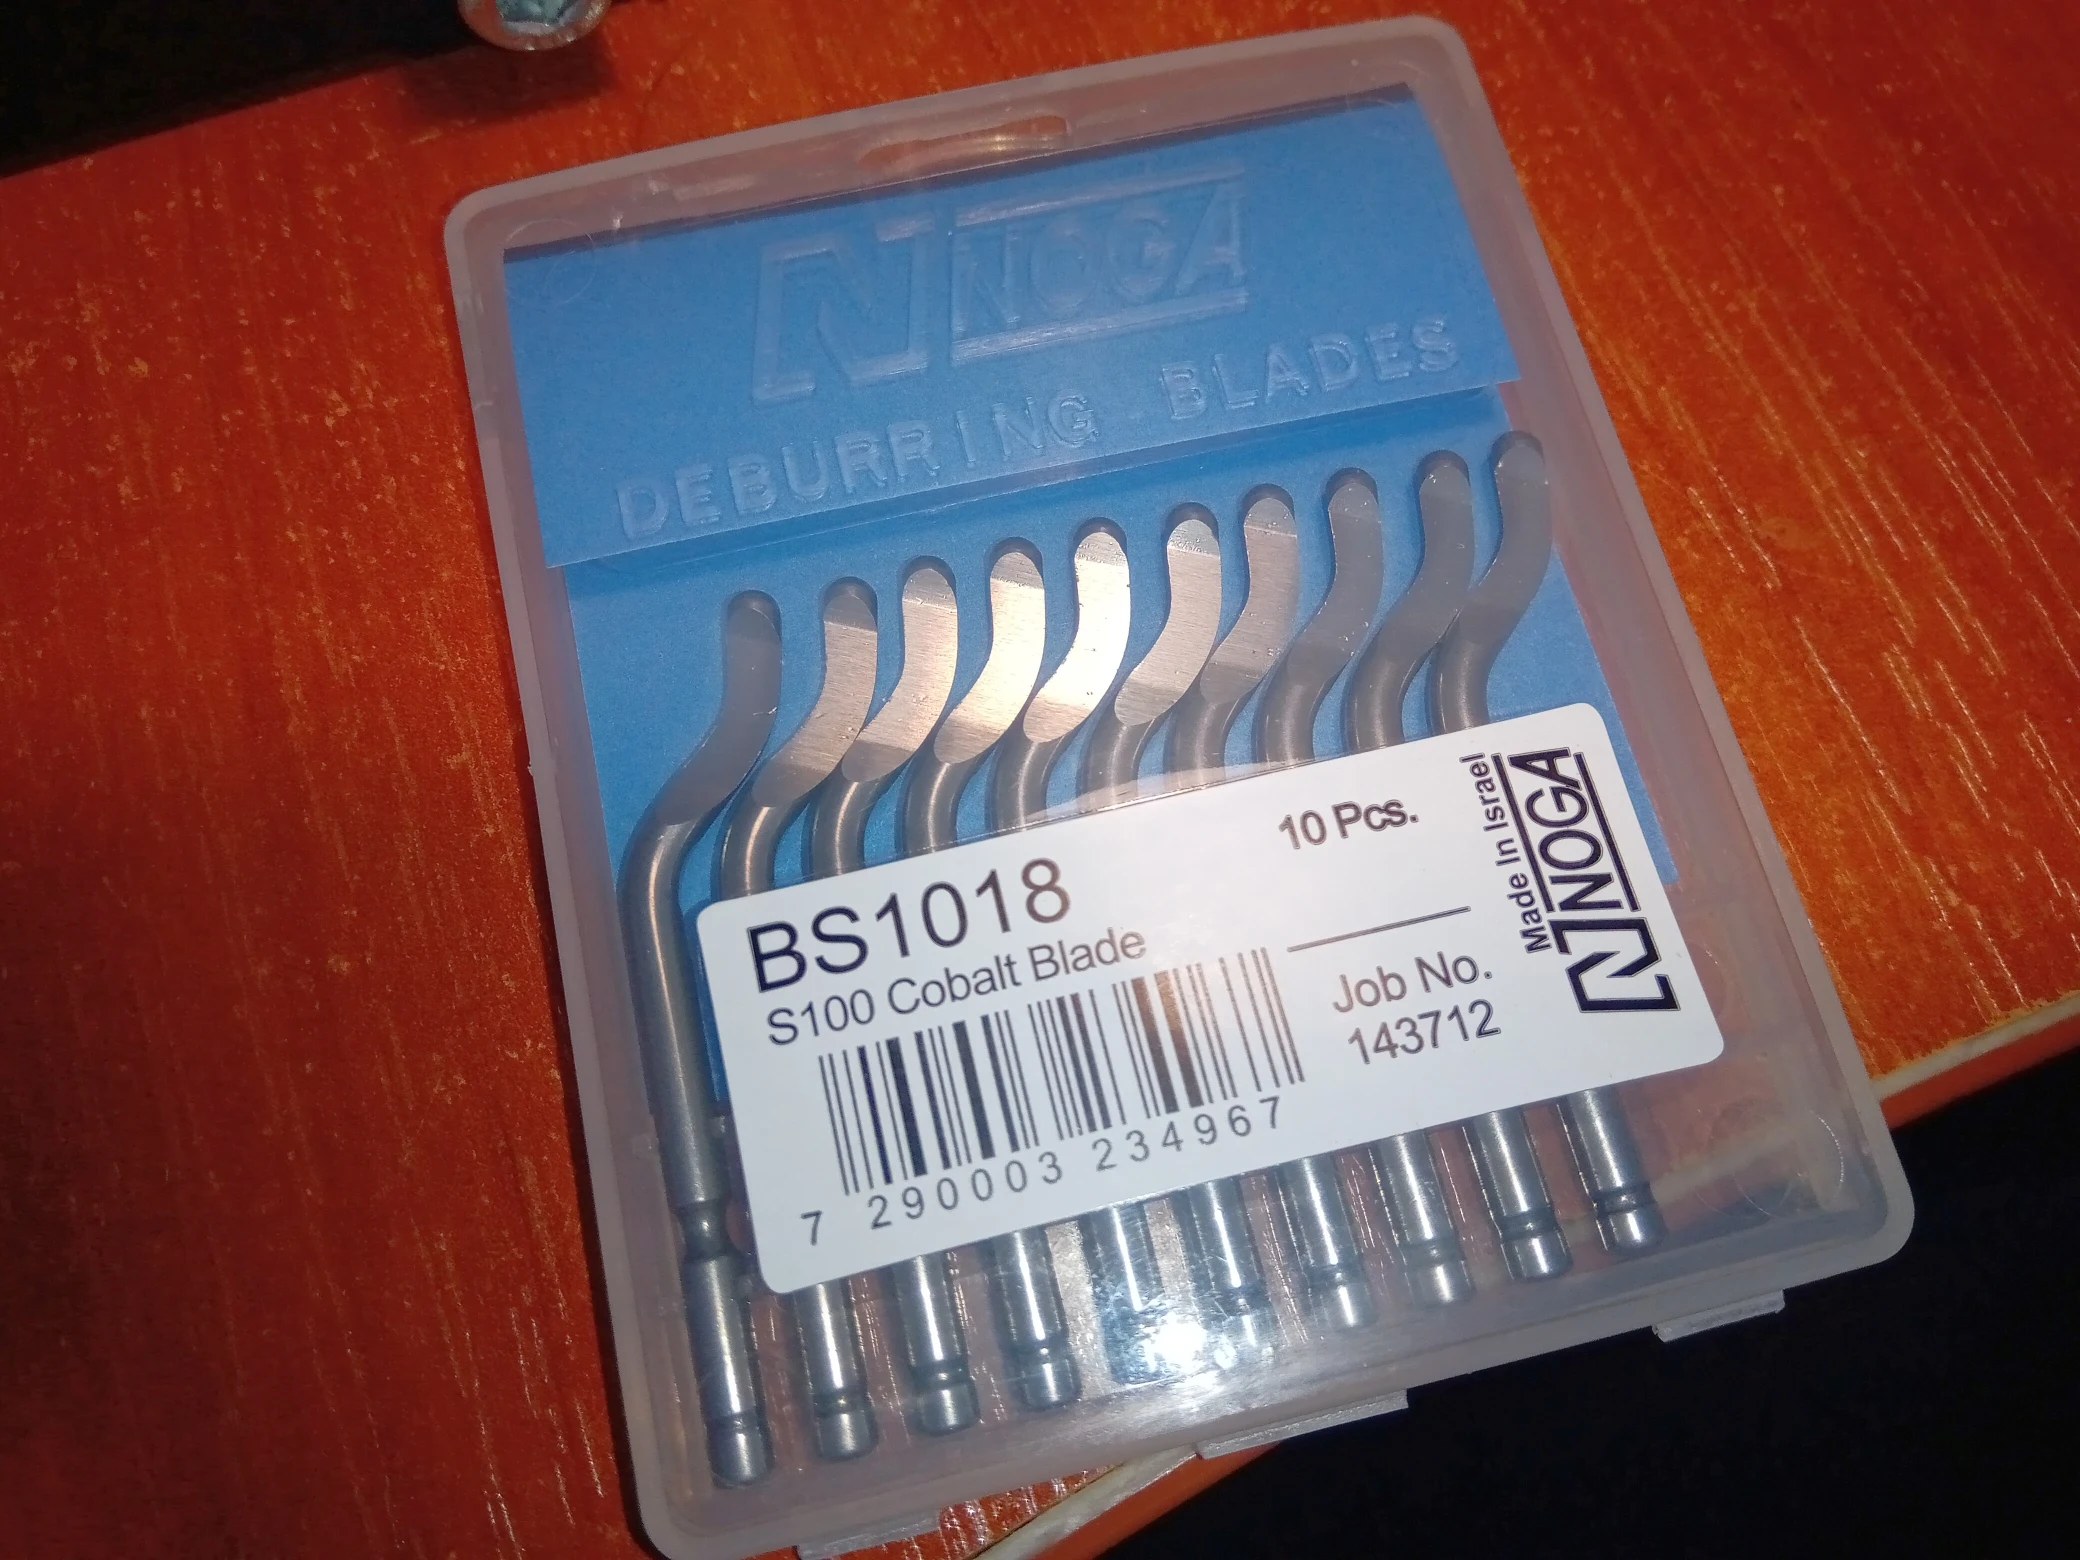 N NOGA
DEBURRING BLADES
BS1018
10 Pcs.
S100 Cobalt Blade
Job No.
143712
7 290003 234967
Made In Israel
N NOGA